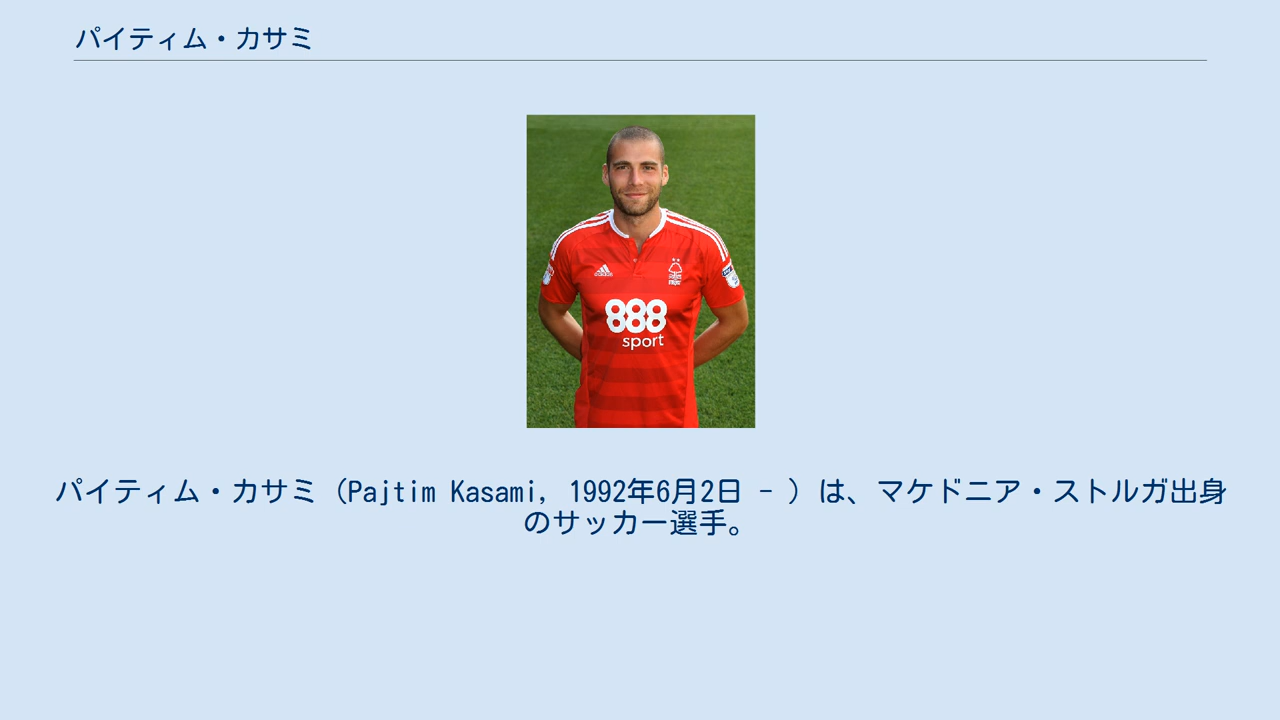 パイティム・カサミ
888
sport
パイティム・カサミ（Pajtim Kasami, 1992年6月2日 - ）は、マケドニア・ストルガ出身
のサッカー選手。